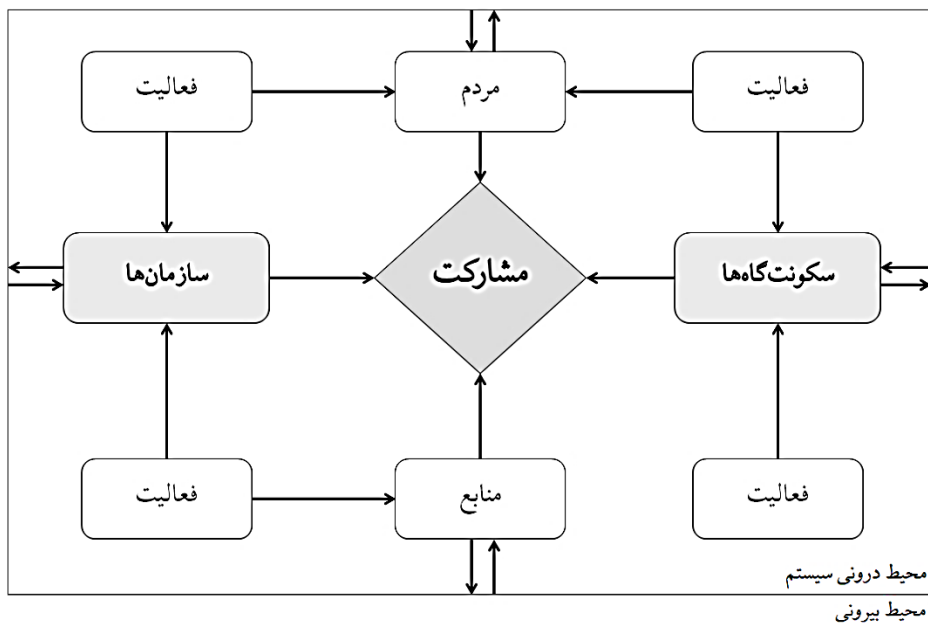 فعالیت
مردم
فعالیت
سکونت‌گاه‌ها
مشارکت
سازمان‌ها
فعالیت
منابع
فعالیت
محیط درونی سیستم
محیط بیرونی